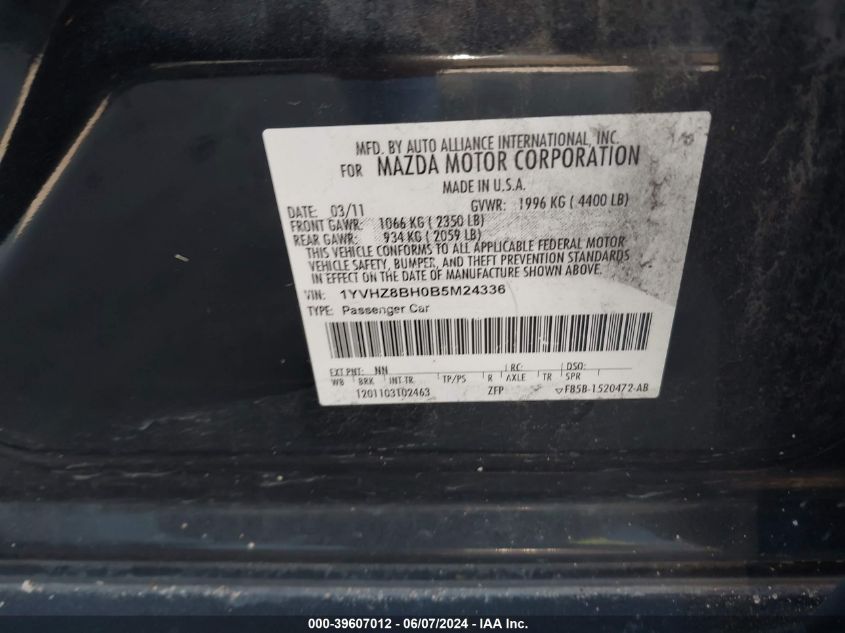 MFD. BY AUTO ALLIANCE INTERNATIONAL, INC.
FOR MAZDA MOTOR CORPORATION
MADE IN U.S.A.
DATE: 03/11 GVWR: 1996 KG ( 4400 LB)
FRONT GAWR: 1066 KG ( 2350 LB)
REAR GAWR: 934 KG ( 2059 LB)
THIS VEHICLE CONFORMS TO ALL APPLICABLE FEDERAL MOTOR
VEHICLE SAFETY, BUMPER, AND THEFT PREVENTION STANDARDS
IN EFFECT ON THE DATE OF MANUFACTURE SHOWN ABOVE.
VIN: 1YVHZ8BH0B5M24336
TYPE: Passenger Car
EXT PNT: NN RC: DSO:
WB BRK INT TR TP/PS R AXLE TR SPR
1201103T02463 ZFP F85B-1520472-AB
000-39607012 - 06/07/2024 - IAA Inc.